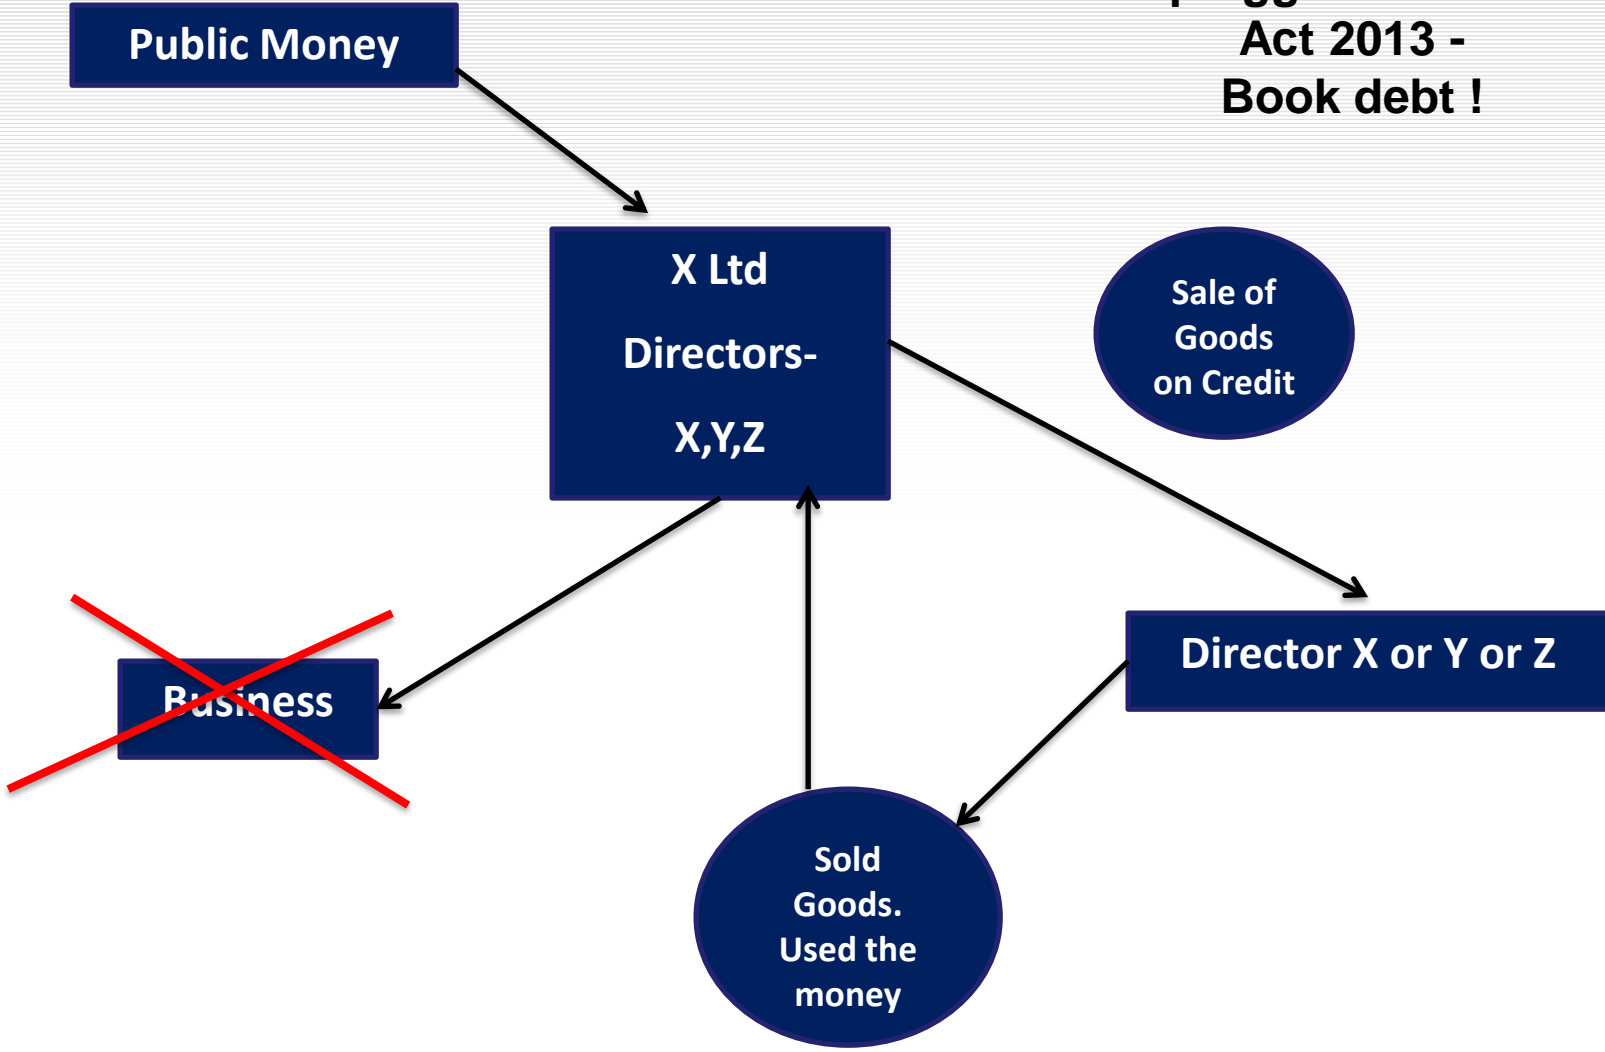 Public Money
Act 2013 -
Book debt !
X Ltd
Directors-
X,Y,Z
Sale of
Goods
on Credit
Business
Director X or Y or Z
Sold
Goods.
Used the
money